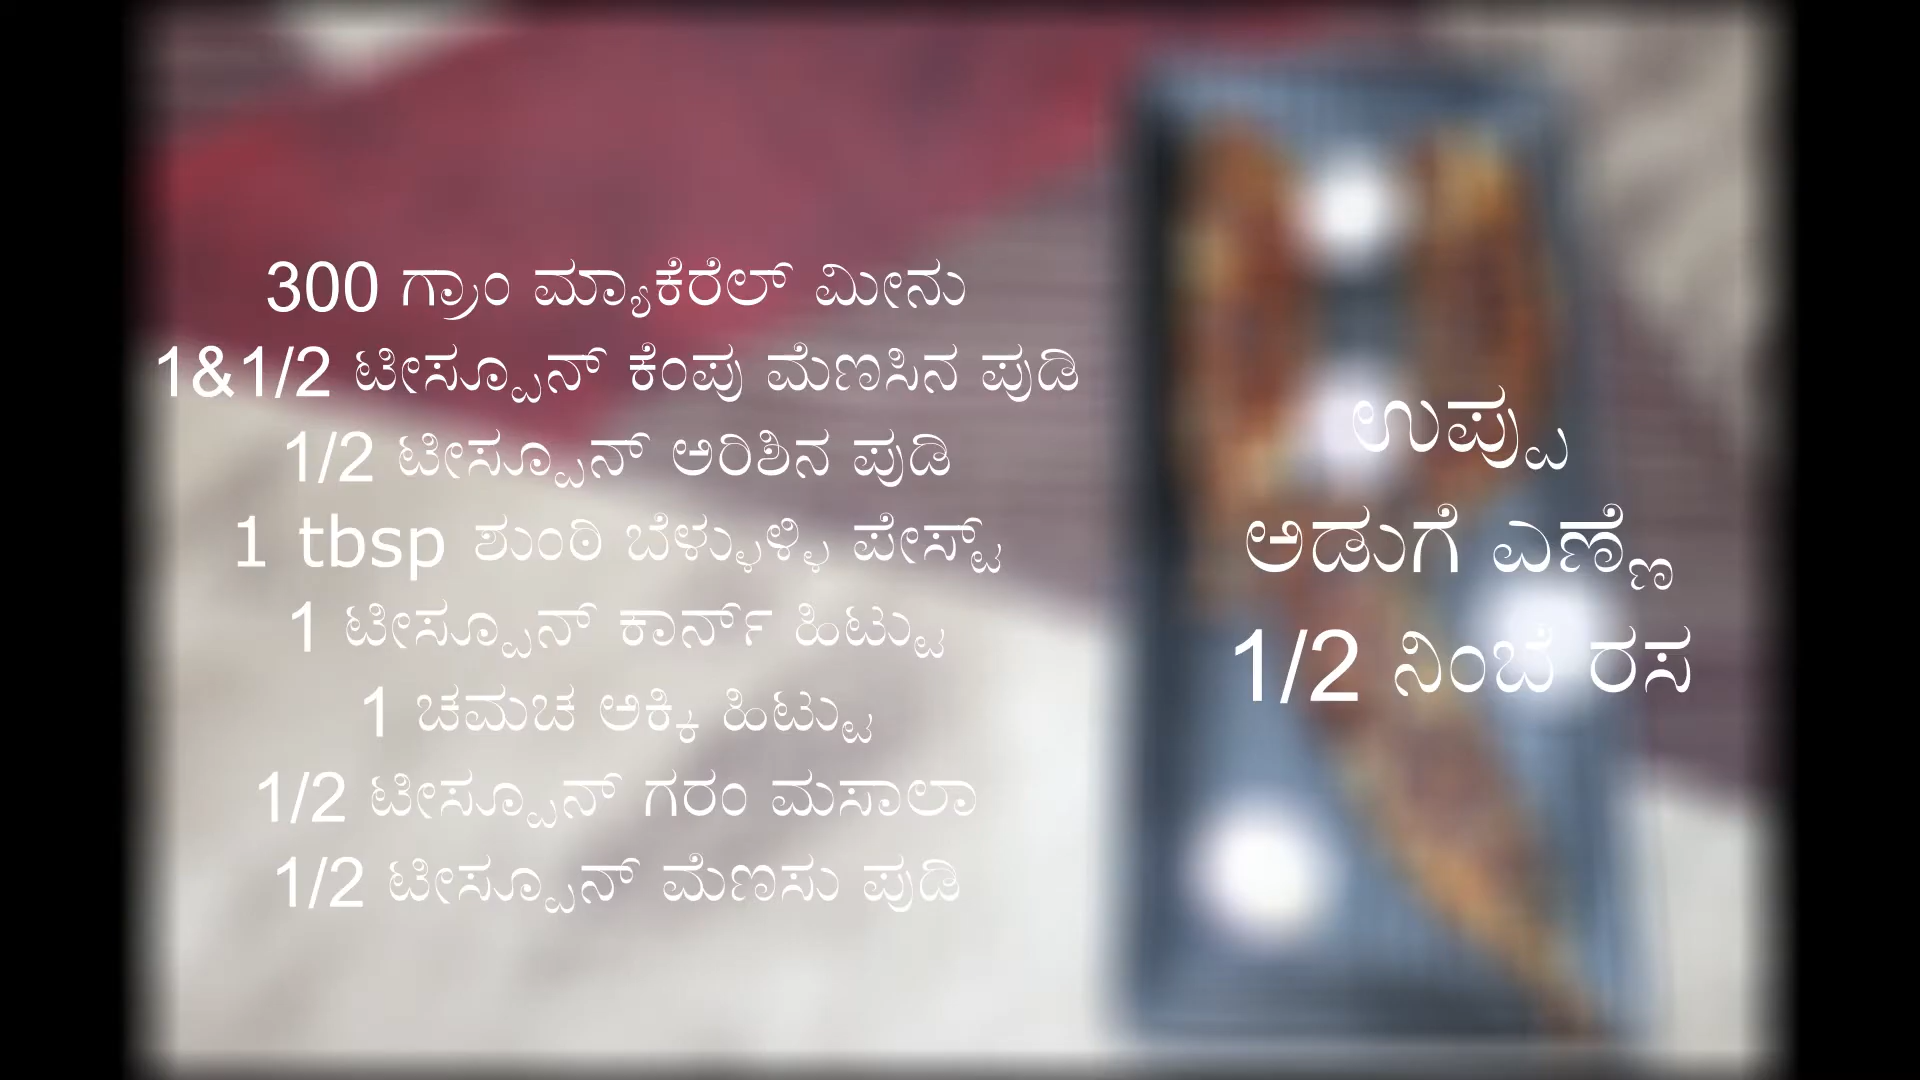 300 ಗ್ರಾಂ ಮ್ಯಾಕೆರೆಲ್ ಮೀನು
1&1/2 ಟೀಸ್ಪೂನ್ ಕೆಂಪು ಮೆಣಸಿನ ಪುಡಿ
1/2 ಟೀಸ್ಪೂನ್ ಅರಿಶಿನ ಪುಡಿ
1 tbsp ಶುಂಠಿ ಬೆಳ್ಳುಳ್ಳಿ ಪೇಸ್ಟ್
1 ಟೀಸ್ಪೂನ್ ಕಾರ್ನ್ ಹಿಟ್ಟು
1 ಚಮಚ ಅಕ್ಕಿ ಹಿಟ್ಟು
1/2 ಟೀಸ್ಪೂನ್ ಗರಂ ಮಸಾಲಾ
1/2 ಟೀಸ್ಪೂನ್ ಮೆಣಸು ಪುಡಿ
ಉಪ್ಪು
ಅಡುಗೆ ಎಣ್ಣೆ
1/2 ನಿಂಬೆ ರಸ